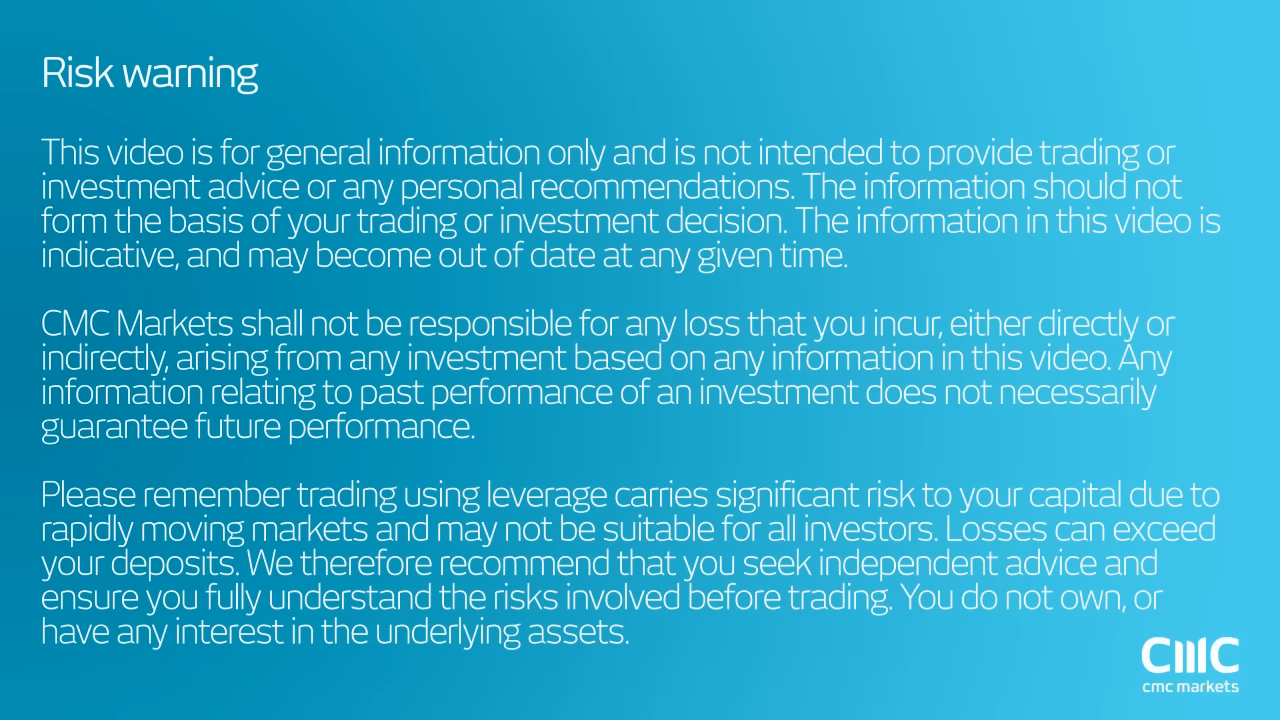 Risk warning
This video is for general information only and is not intended to provide trading or
investment advice or any personal recommendations. The information should not
form the basis of your trading or investment decision. The information in this video is
indicative, and may become out of date at any given time.
CMC Markets shall not be responsible for any loss that you incur, either directly or
indirectly, arising from any investment based on any information in this video. Any
information relating to past performance of an investment does not necessarily
guarantee future performance.
Please remember trading using leverage carries significant risk to your capital due to
rapidly moving markets and may not be suitable for all investors. Losses can exceed
your deposits. We therefore recommend that you seek independent advice and
ensure you fully understand the risks involved before trading. You do not own, or
have any interest in the underlying assets.
CMC
cmc markets